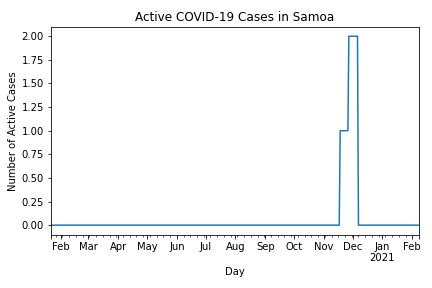 Active COVID-19 Cases in Samoa
2.00
1.75
1.50
1.25
1.00
0.75
0.50
0.25
0.00
Number of Active Cases
Feb Mar Apr May Jun Jul Aug Sep Oct Nov Dec Jan Feb
2021
Day